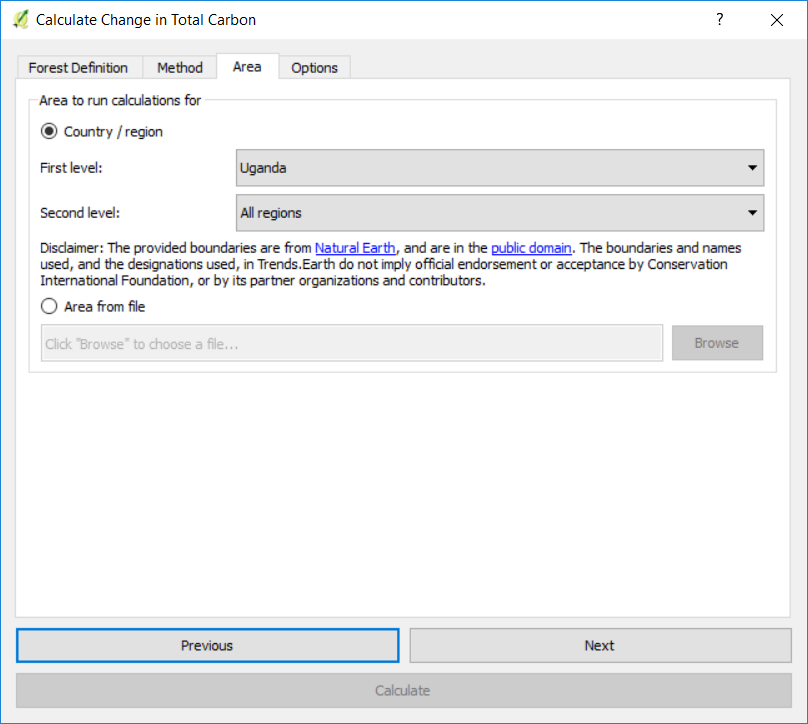 Calculate Change in Total Carbon
?
Forest Definition Method Area Options
Area to run calculations for
Country / region
First level: Uganda
Second level: All regions
Disclaimer: The provided boundaries are from Natural Earth, and are in the public domain. The boundaries and names
used, and the designations used, in Trends.Earth do not imply official endorsement or acceptance by Conservation
International Foundation, or by its partner organizations and contributors.
Area from file
Click "Browse" to choose a file... Browse
Previous Next
Calculate